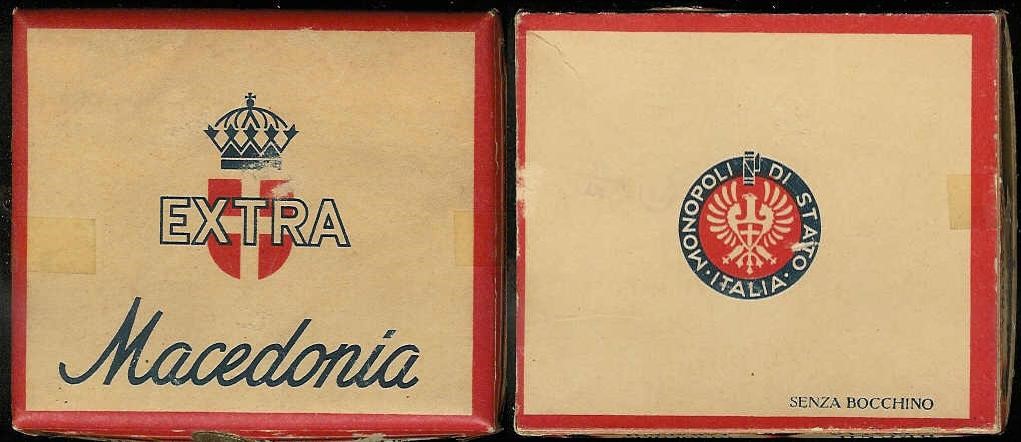 EXTRA
Macedonia
MONOPOLI DI STATO
· ITALIA ·
SENZA BOCCHINO